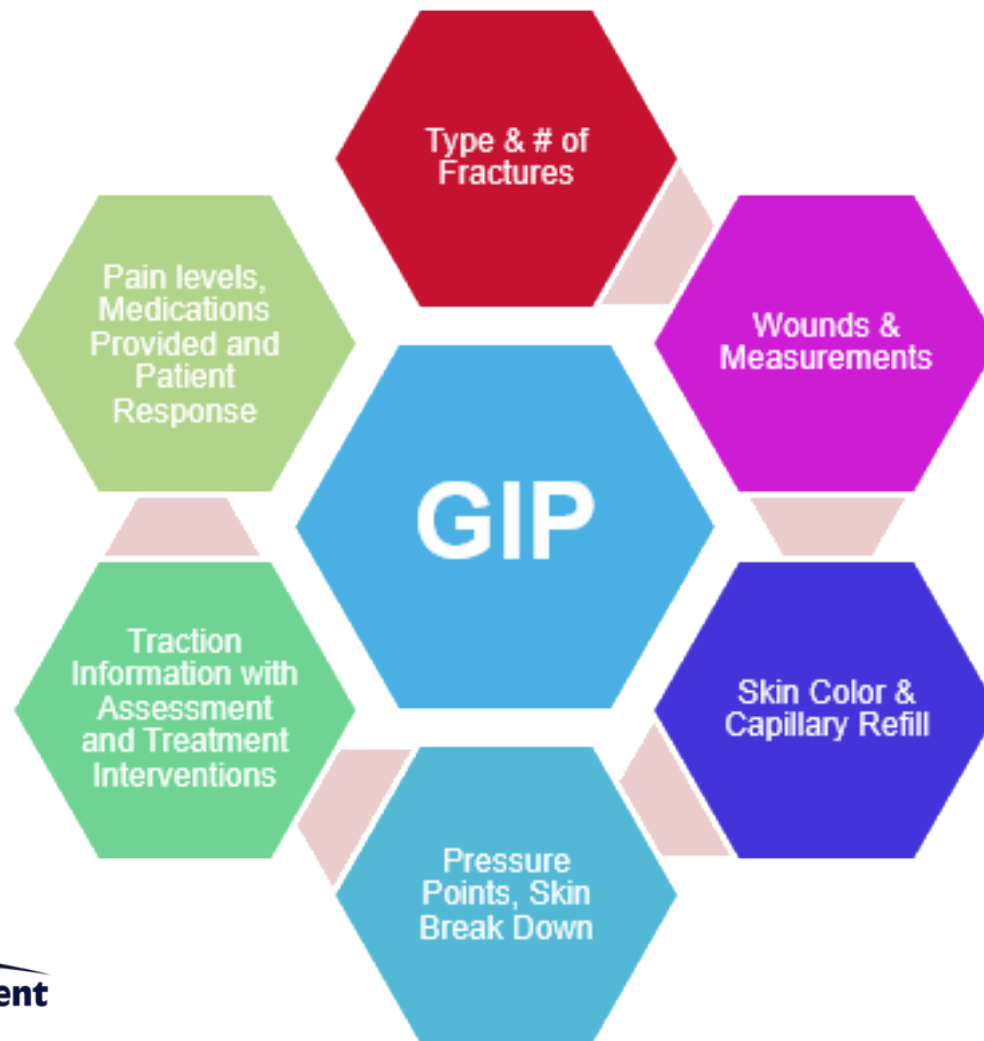 Type & # of
Fractures
Wounds &
Measurements
Skin Color &
Capillary Refill
Pressure
Points, Skin
Break Down
Traction
Information with
Assessment
and Treatment
Interventions
Pain levels,
Medications
Provided and
Patient
Response
GIP
ent